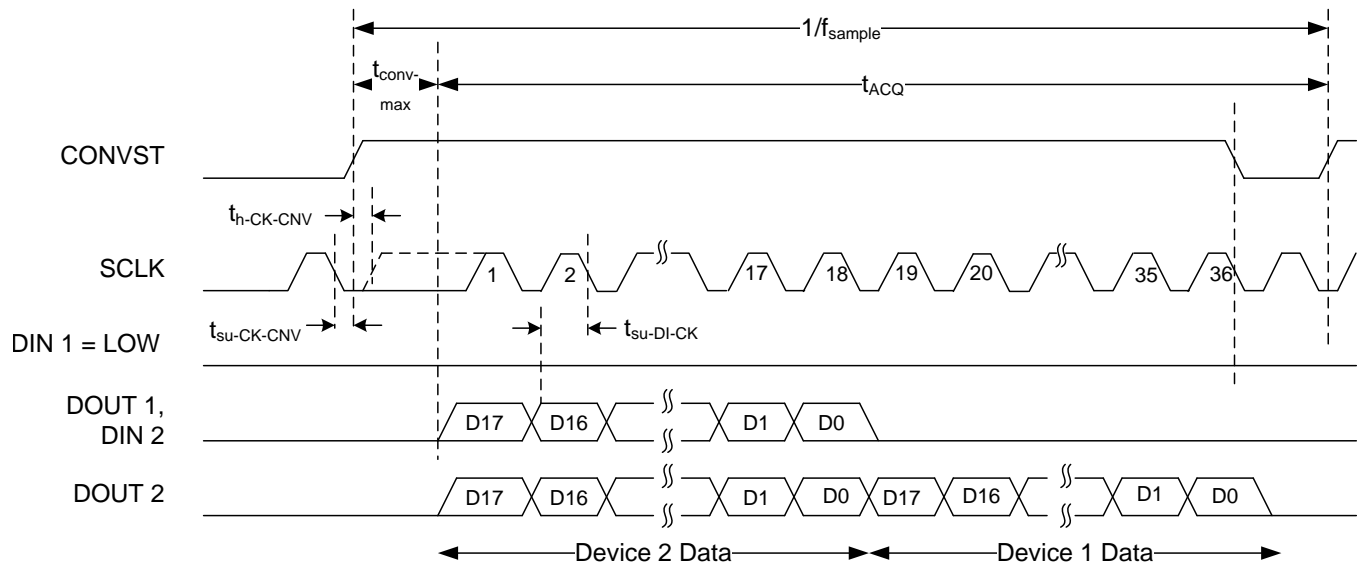 1/fsample
tconv-
max
tACQ
CONVST
th-CK-CNV
SCLK
1 2 17 18 19 20 35 36
tsu-CK-CNV
tsu-DI-CK
DIN 1 = LOW
DOUT 1,
DIN 2
D17 D16 D1 D0
DOUT 2
D17 D16 D1 D0 D17 D16 D1 D0
Device 2 Data Device 1 Data